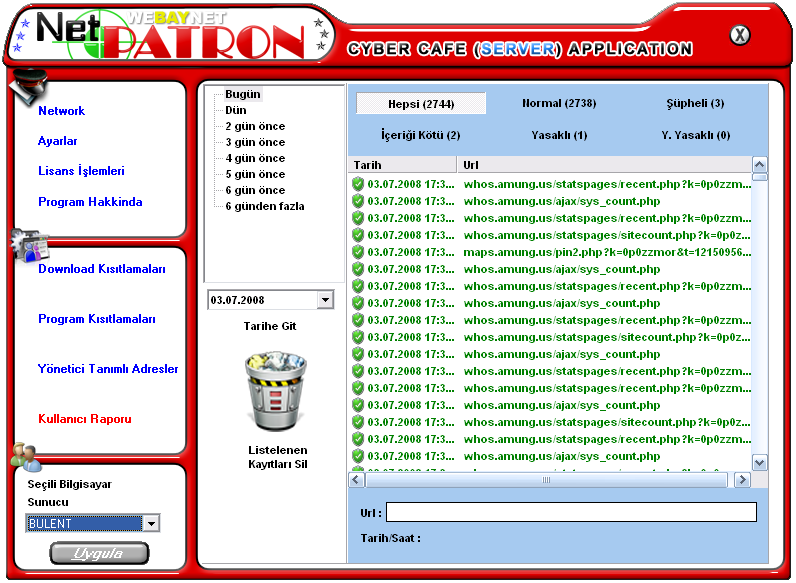 WEBAYNET
Net PATRON
CYBER CAFE (SERVER) APPLICATION
X
Network
Ayarlar
Lisans İşlemleri
Program Hakkinda
Download Kısıtlamaları
Program Kısıtlamaları
Yönetici Tanımlı Adresler
Kullanıcı Raporu
Seçili Bilgisayar
Sunucu
BULENT
Uygula
Bugün
Dün
2 gün önce
3 gün önce
4 gün önce
5 gün önce
6 gün önce
6 günden fazla
03.07.2008
Tarihe Git
Listelenen
Kayıtları Sil
Hepsi (2744) Normal (2738) Şüpheli (3)
İçeriği Kötü (2) Yasaklı (1) Y. Yasaklı (0)
Tarih Url
03.07.2008 17:3... whos.amung.us/statspages/recent.php?k=0p0zzm...
03.07.2008 17:3... whos.amung.us/ajax/sys_count.php
03.07.2008 17:3... whos.amung.us/statspages/recent.php?k=0p0zzm...
03.07.2008 17:3... whos.amung.us/statspages/sitecount.php?k=0p0z...
03.07.2008 17:3... maps.amung.us/pin2.php?k=0p0zzmor&t=12150956...
03.07.2008 17:3... whos.amung.us/ajax/sys_count.php
03.07.2008 17:3... whos.amung.us/statspages/recent.php?k=0p0zzm...
03.07.2008 17:3... whos.amung.us/ajax/sys_count.php
03.07.2008 17:3... whos.amung.us/statspages/recent.php?k=0p0zzm...
03.07.2008 17:3... whos.amung.us/statspages/sitecount.php?k=0p0z...
03.07.2008 17:3... whos.amung.us/ajax/sys_count.php
03.07.2008 17:3... whos.amung.us/statspages/recent.php?k=0p0zzm...
03.07.2008 17:3... whos.amung.us/statspages/recent.php?k=0p0zzm...
03.07.2008 17:3... whos.amung.us/ajax/sys_count.php
03.07.2008 17:3... whos.amung.us/statspages/sitecount.php?k=0p0z...
03.07.2008 17:3... whos.amung.us/statspages/recent.php?k=0p0zzm...
03.07.2008 17:3... whos.amung.us/ajax/sys_count.php
Url :
Tarih/Saat :